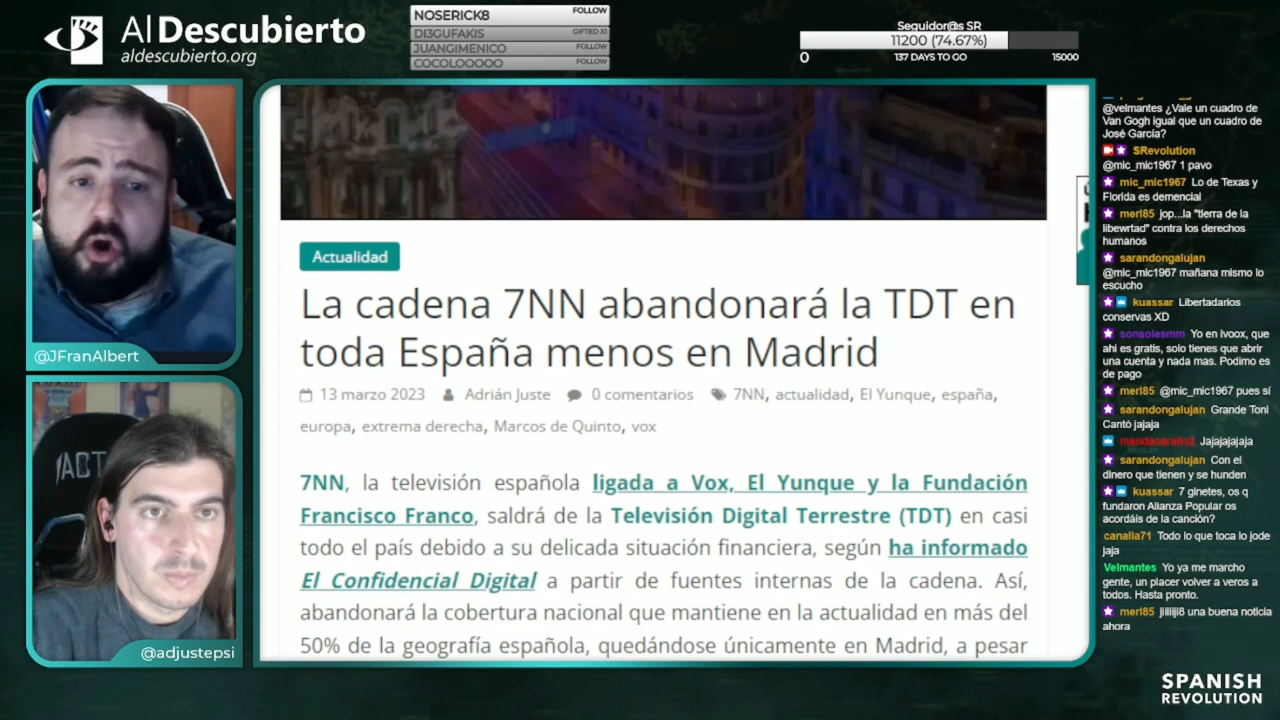 Al Descubierto
aldescubierto.org
NOSERICK8 FOLLOW
DI3GUFAKIS GIFTED X1
JUANGIMENICO FOLLOW
COCOLOOOOO FOLLOW
Seguidor@s SR
11200 (74.67%)
0 137 DAYS TO GO 15000
@JFranAlbert
ACT
@adjustepsi
Actualidad
La cadena 7NN abandonará la TDT en
toda España menos en Madrid
13 marzo 2023 Adrián Juste 0 comentarios 7NN, actualidad, El Yunque, españa,
europa, extrema derecha, Marcos de Quinto, vox
7NN, la televisión española ligada a Vox, El Yunque y la Fundación
Francisco Franco, saldrá de la Televisión Digital Terrestre (TDT) en casi
todo el país debido a su delicada situación financiera, según ha informado
El Confidencial Digital a partir de fuentes internas de la cadena. Así,
abandonará la cobertura nacional que mantiene en la actualidad en más del
50% de la geografía española, quedándose únicamente en Madrid, a pesar
@velmantes ¿Vale un cuadro de
Van Gogh igual que un cuadro de
José García?
SRevolution
@mic_mic1967 1 pavo
mic_mic1967 Lo de Texas y
Florida es demencial
merl85 jop...la "tierra de la
libewrtad" contra los derechos
humanos
sarandongalujan
@mic_mic1967 mañana mismo lo
escucho
kuassar Libertadarios
conservas XD
sonsolesmm Yo en ivoox, que
ahi es gratis, solo tienes que abrir
una cuenta y nada mas. Podimo es
de pago
merl85 @mic_mic1967 pues sí
sarandongalujan Grande Toni
Cantó jajaja
Jajajajajaja
sarandongalujan Con el
dinero que tienen y se hunden
kuassar 7 ginetes, os q
fundaron Alianza Popular os
acordáis de la canción?
canalla71 Todo lo que toca lo jode
jaja
Velmantes Yo ya me marcho
gente, un placer volver a veros a
todos. Hasta pronto.
merl85 jiiiijiji8 una buena noticia
ahora
SPANISH
REVOLUTION